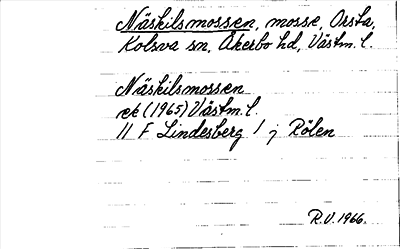 Näskilsmossen, mosse, Orsta,
Kolsva sn, Åkerbo hd, Västm. l.
Näskilsmossen
ek (1965) Västm. l.
11 F Lindesberg 1 j Rölen
R.V. 1966.